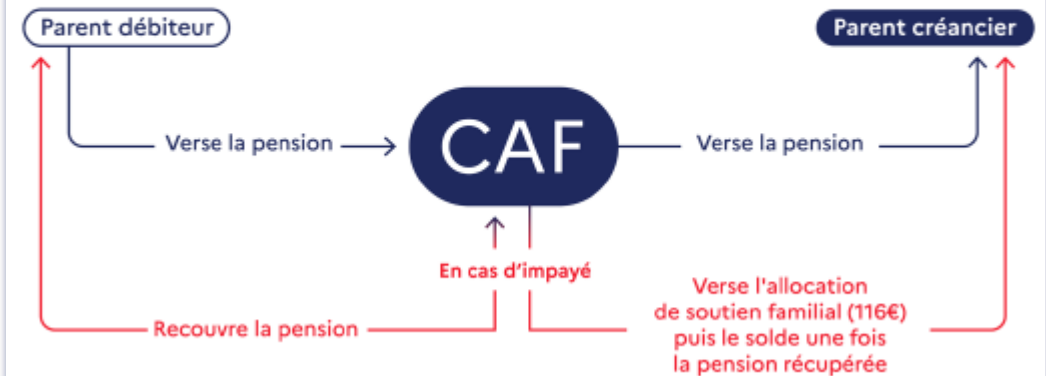 Parent débiteur
Parent créancier
Verse la pension
CAF
Verse la pension
En cas d'impayé
Recouvre la pension
Verse l'allocation
de soutien familial (116€)
puis le solde une fois
la pension récupérée